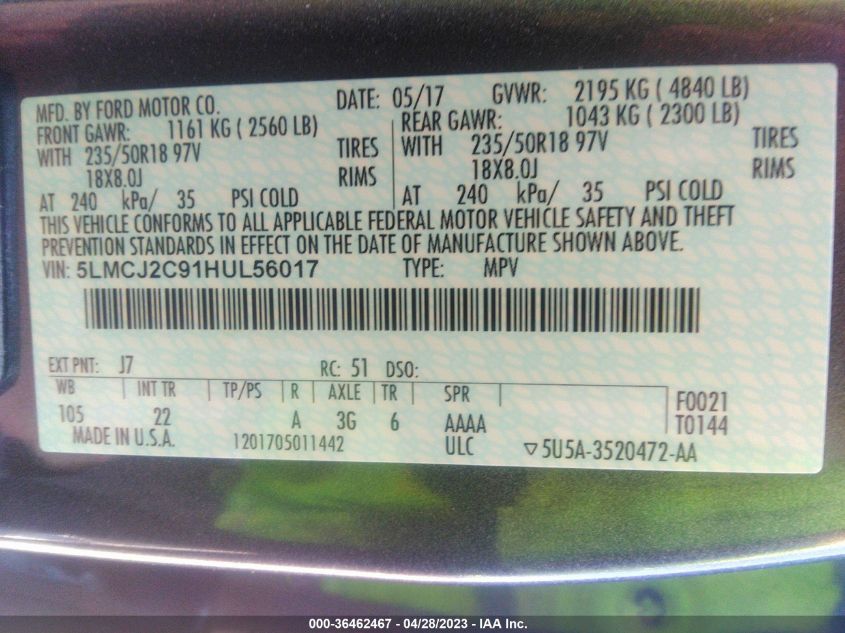 MFD. BY FORD MOTOR CO. DATE: 05/17 GVWR: 2195 KG ( 4840 LB)
FRONT GAWR: 1161 KG ( 2560 LB) REAR GAWR: 1043 KG ( 2300 LB)
WITH 235/50R18 97V TIRES WITH 235/50R18 97V TIRES
18X8.0J RIMS 18X8.0J RIMS
AT 240 kPa/ 35 PSI COLD AT 240 kPa/ 35 PSI COLD
THIS VEHICLE CONFORMS TO ALL APPLICABLE FEDERAL MOTOR VEHICLE SAFETY AND THEFT
PREVENTION STANDARDS IN EFFECT ON THE DATE OF MANUFACTURE SHOWN ABOVE.
VIN: 5LMCJ2C91HUL56017 TYPE: MPV
EXT PNT: J7 RC: 51 DSO:
WB INT TR TP/PS R AXLE TR SPR F0021
105 22 A 3G 6 AAAA T0144
MADE IN U.S.A. 1201705011442 ULC ▽5U5A-3520472-AA
000-36462467 - 04/28/2023 - IAA Inc.